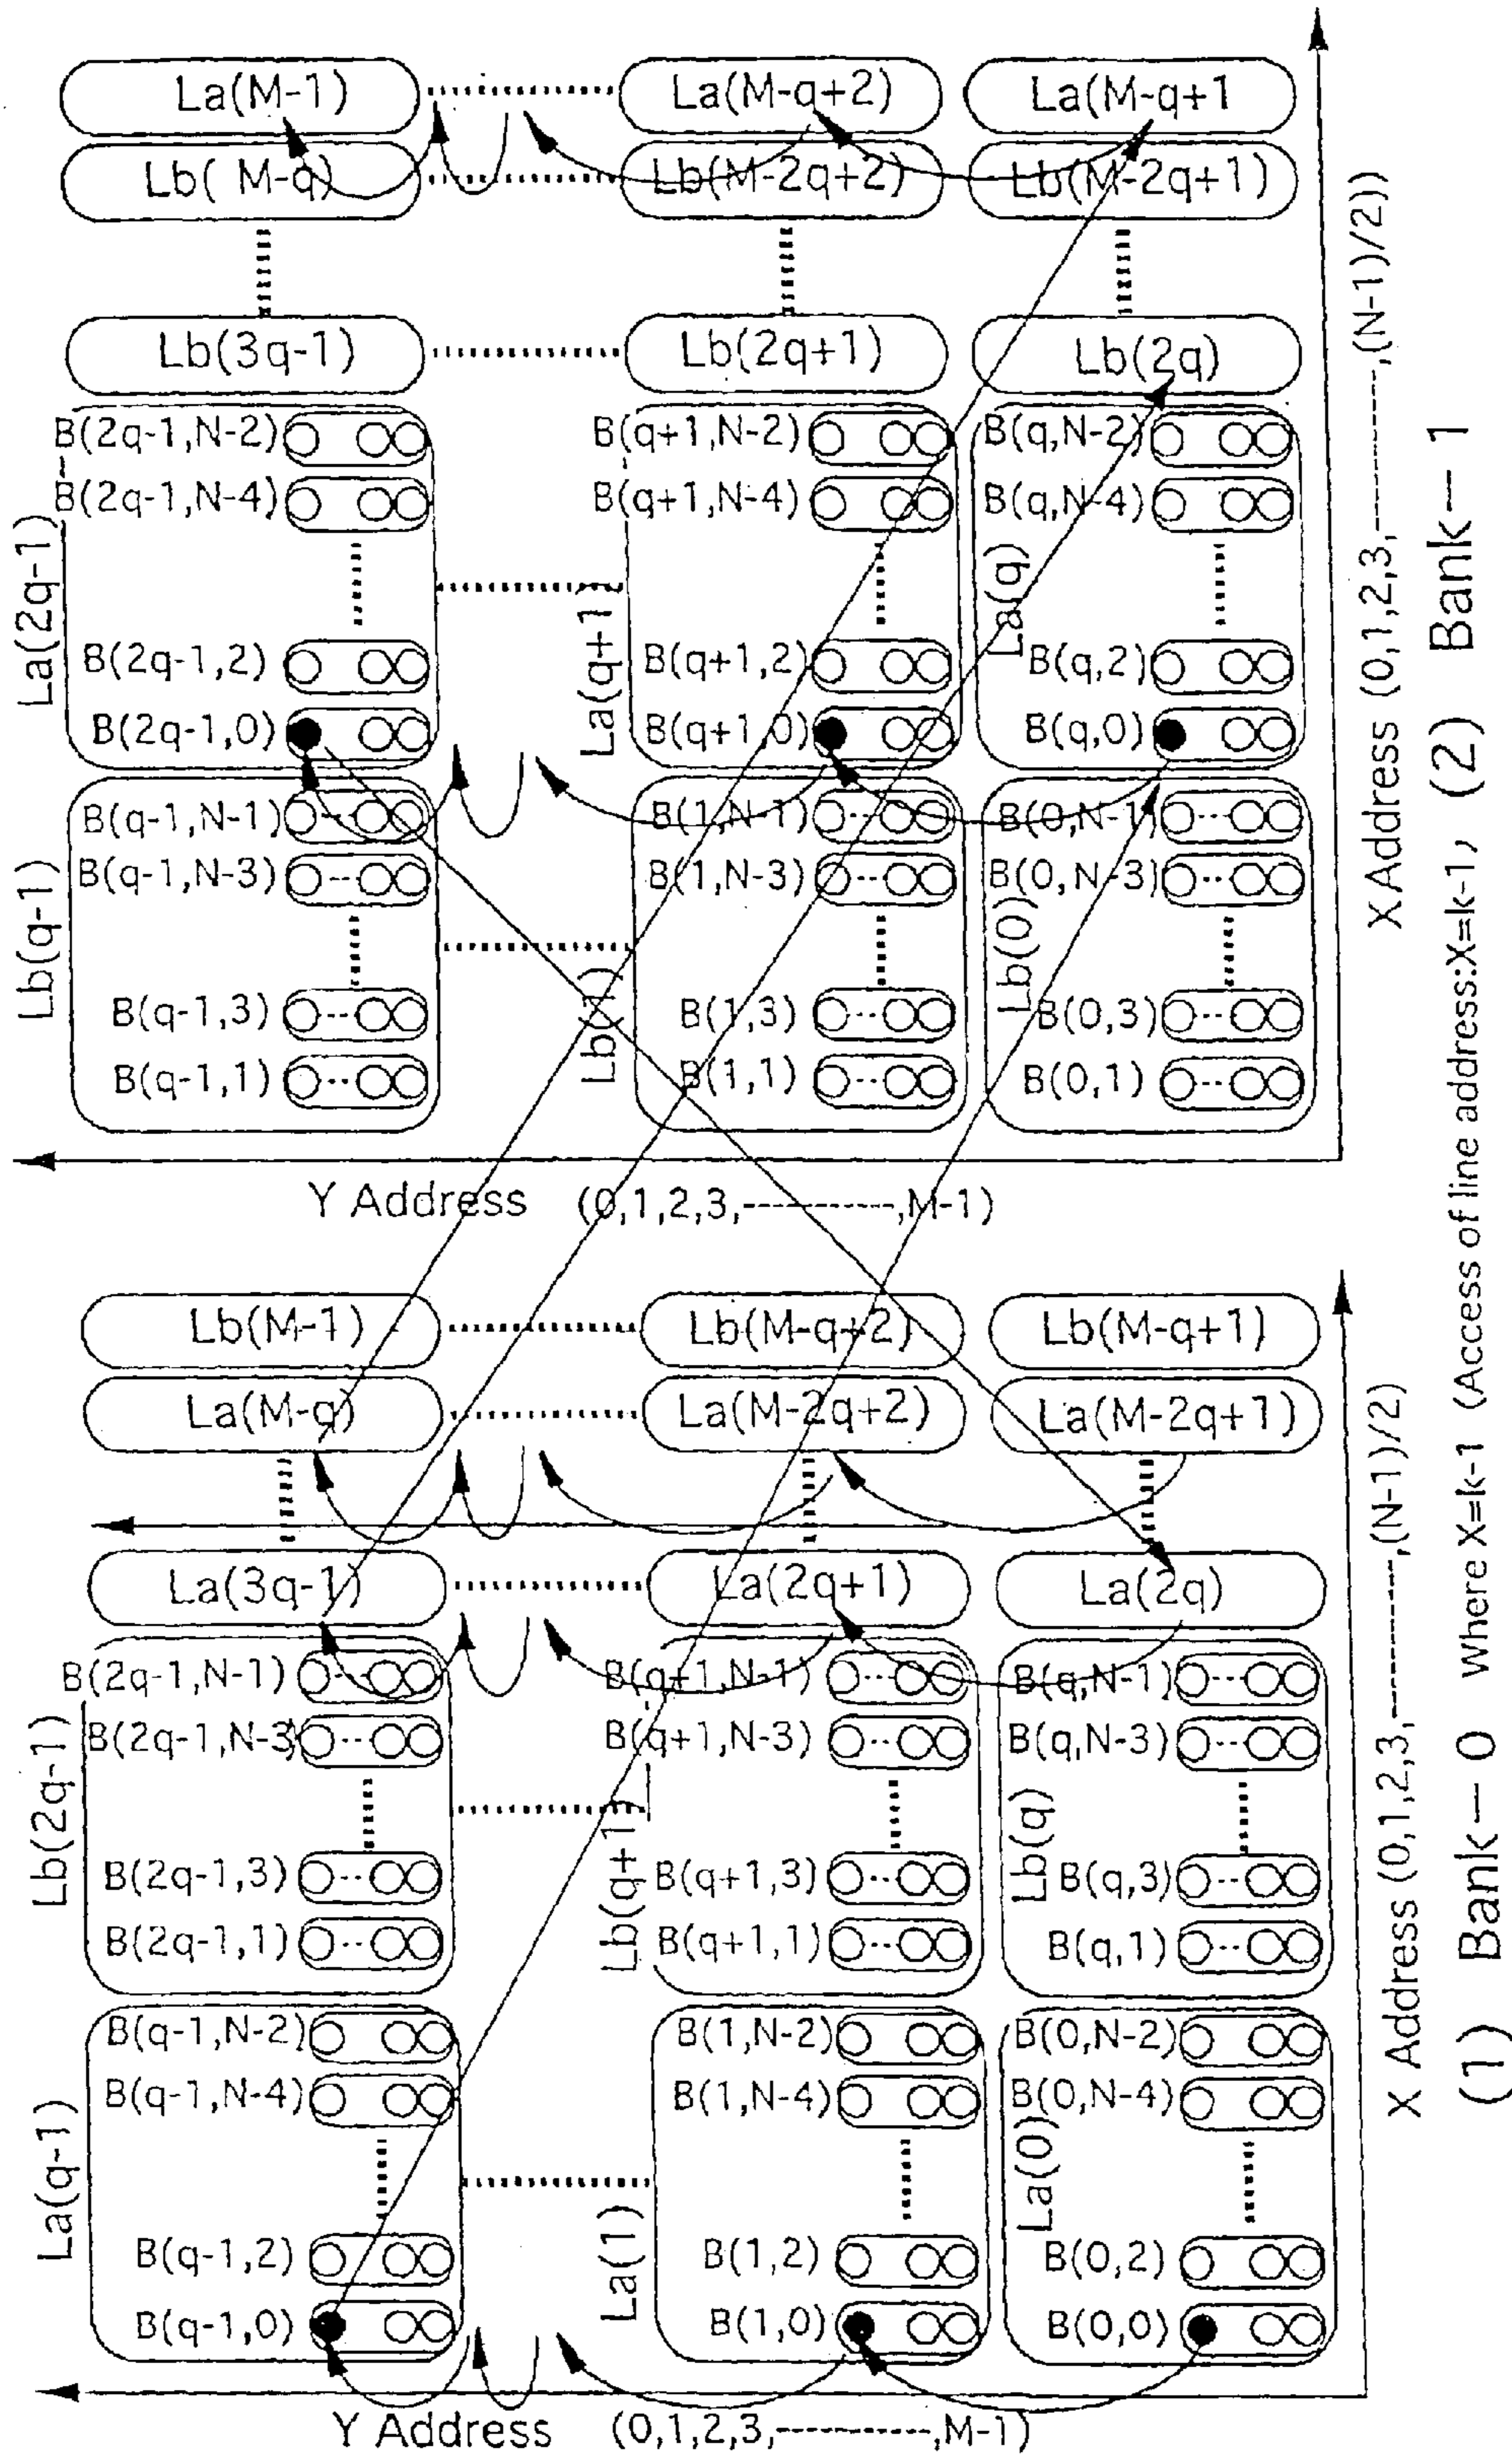 La(M-1)
La(M-q+2)
La(M-q+1
Lb( M-q)
Lb(M-2q+2)
Lb(M-2q+1)
Lb(3q-1)
Lb(2q+1)
Lb(2q)
La(2q-1)
B(2q-1,N-2)
B(2q-1,N-4)
B(2q-1,2)
B(2q-1,0)
La(q+1)
B(q+1,N-2)
B(q+1,N-4)
B(q+1,2)
B(q+1,0)
La(q)
B(q,N-2)
B(q,N-4)
B(q,2)
B(q,0)
Lb(q-1)
B(q-1,N-1)
B(q-1,N-3)
B(q-1,3)
B(q-1,1)
Lb(1)
B(1,N-1)
B(1,N-3)
B(1,3)
B(1,1)
Lb(0)
B(0,N-1)
B(0,N-3)
B(0,3)
B(0,1)
Y Address (0,1,2,3,-----------,M-1)
X Address (0,1,2,3,-----------,(N-1)/2))
(2) Bank-1
Lb(M-1)
Lb(M-q+2)
Lb(M-q+1)
La(M-q)
La(M-2q+2)
La(M-2q+1)
La(3q-1)
La(2q+1)
La(2q)
Lb(2q-1)
B(2q-1,N-1)
B(2q-1,N-3)
B(2q-1,3)
B(2q-1,1)
Lb(q+1)
B(q+1,N-1)
B(q+1,N-3)
B(q+1,3)
B(q+1,1)
Lb(q)
B(q,N-1)
B(q,N-3)
B(q,3)
B(q,1)
La(q-1)
B(q-1,N-2)
B(q-1,N-4)
B(q-1,2)
B(q-1,0)
La(1)
B(1,N-2)
B(1,N-4)
B(1,2)
B(1,0)
La(0)
B(0,N-2)
B(0,N-4)
B(0,2)
B(0,0)
Y Address (0,1,2,3,-----------,M-1)
X Address (0,1,2,3,-----------,(N-1)/2)
(1) Bank-0 Where X=k-1 (Access of line address:X=k-1,